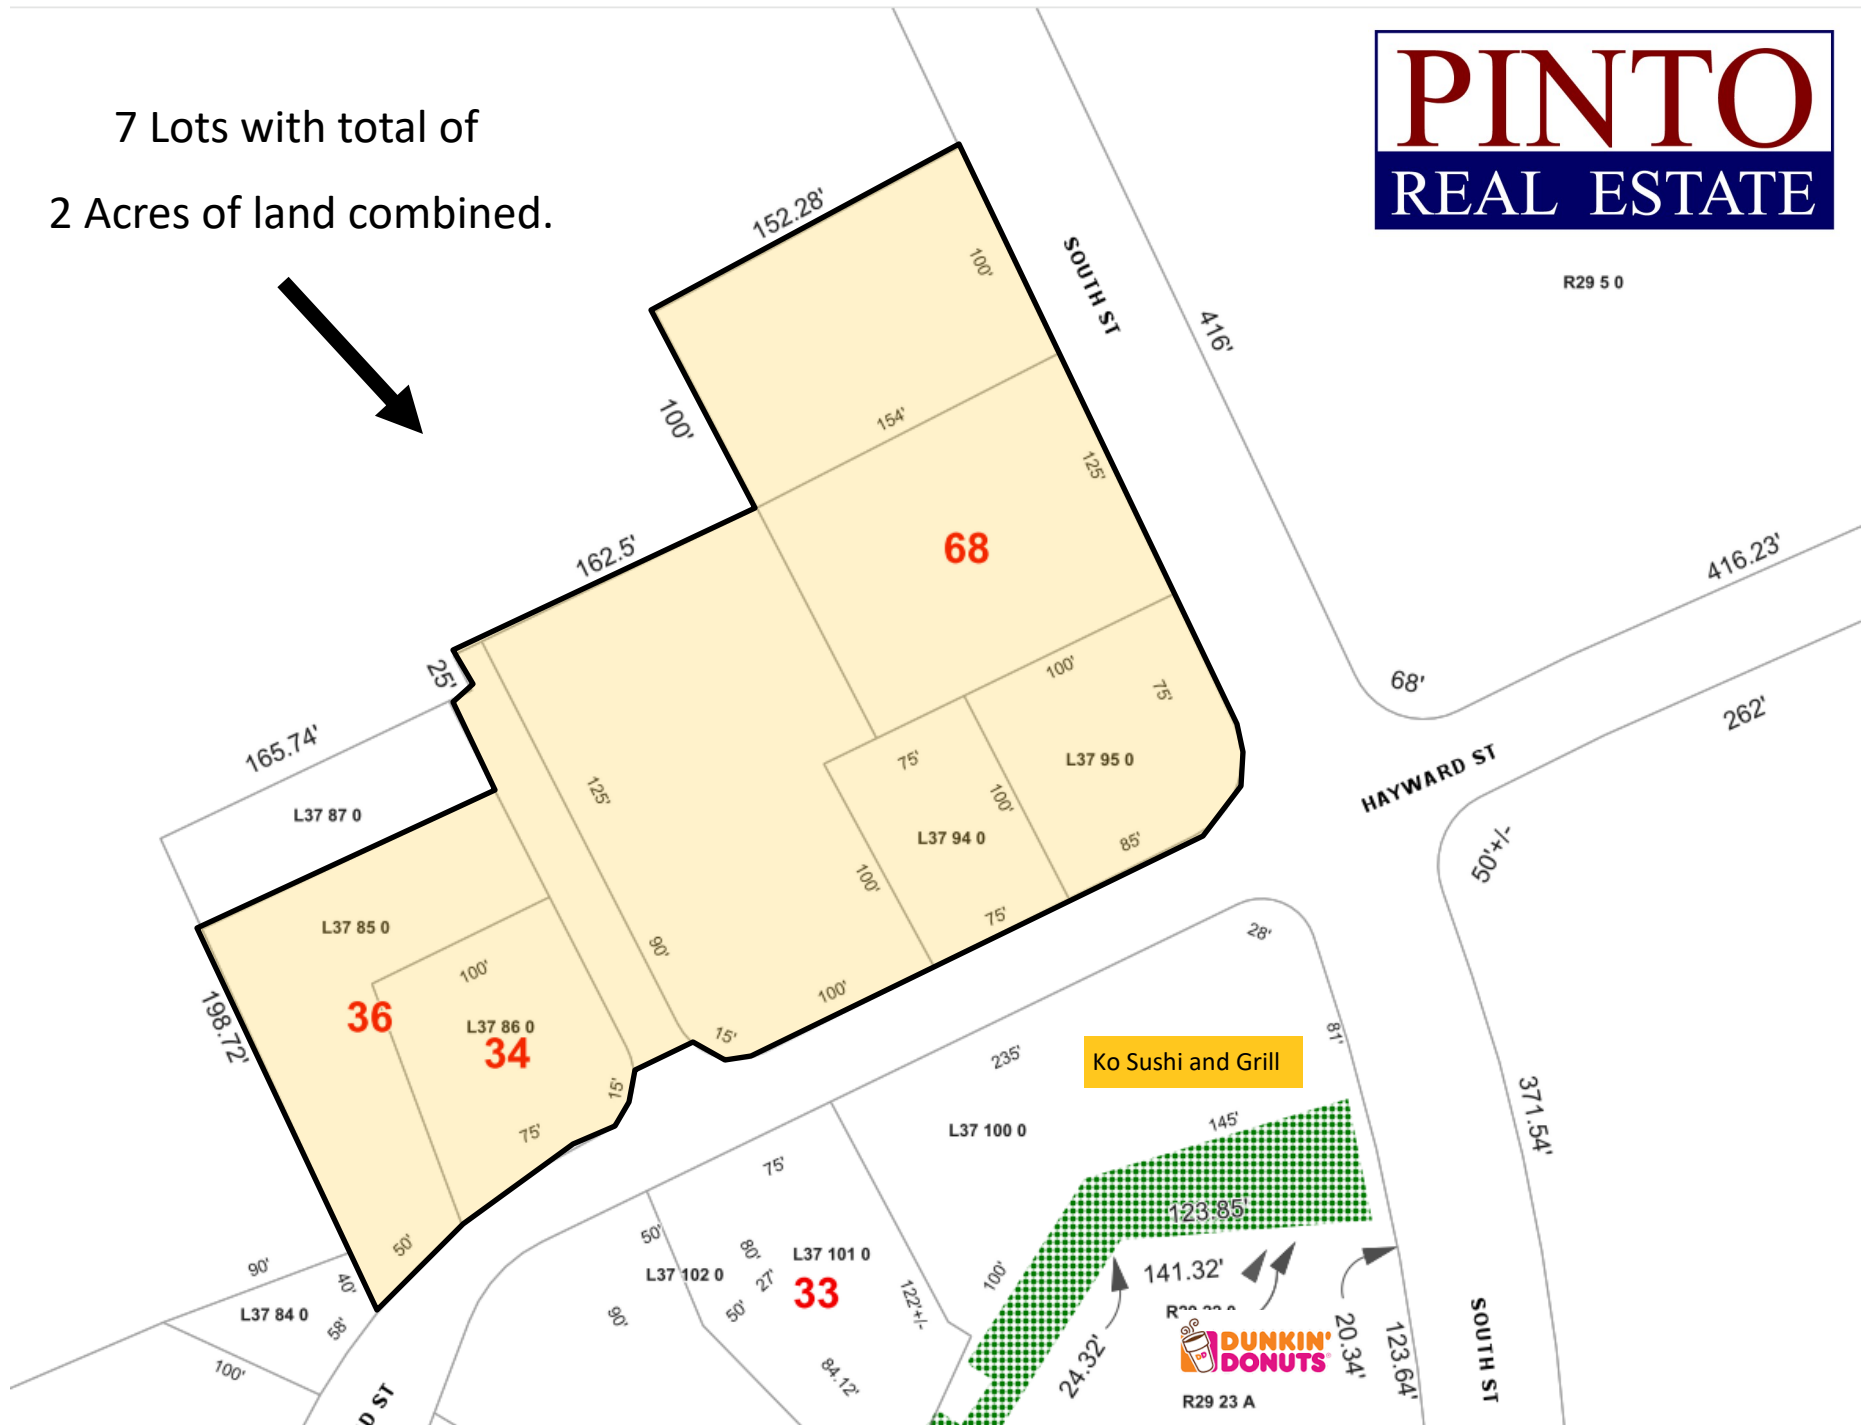 7 Lots with total of
2 Acres of land combined.
PINTO
REAL ESTATE
R29 5 0
152.28'
100'
SOUTH ST
416'
100'
154'
125'
162.5'
68
416.23'
25'
100'
75'
68'
262'
165.74'
L37 87 0
125'
75'
L37 95 0
HAYWARD ST
100'
L37 94 0
85'
50'+/-
100'
L37 85 0
90'
75'
28'
100'
100'
36
L37 86 0
34
198.72'
15'
81'
235'
Ko Sushi and Grill
15'
75'
L37 100 0
145'
371.54'
75'
123.85'
50'
50'
80'
L37 101 0
90'
40'
L37 102 0
27'
33
100'
141.32'
L37 84 0
50'
122'+/-
58'
90'
24.32'
DUNKIN'
DONUTS
20.34'
123.64'
SOUTH ST
100'
84.12'
R29 23 A
D ST